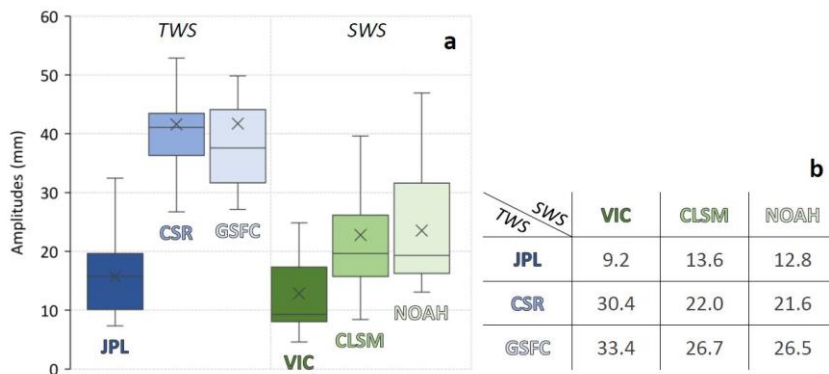 TWS SWS a
Amplitudes (mm)
60
50
40
30
20
10
0
JPL
CSR
GSFC
VIC
CLSM
NOAH
b
SWS
TWS VIC CLSM NOAH
JPL 9.2 13.6 12.8
CSR 30.4 22.0 21.6
GSFC 33.4 26.7 26.5